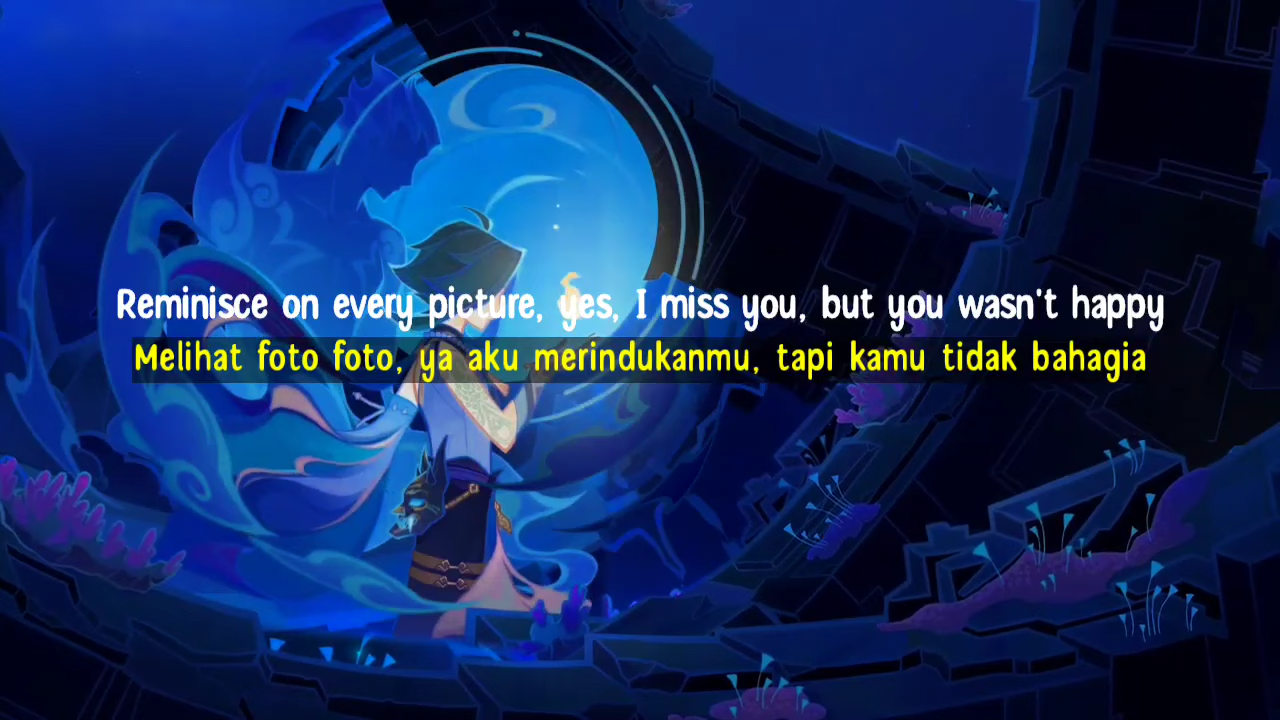 Reminisce on every picture, yes, I miss you, but you wasn't happy
Melihat foto foto, ya aku merindukanmu, tapi kamu tidak bahagia